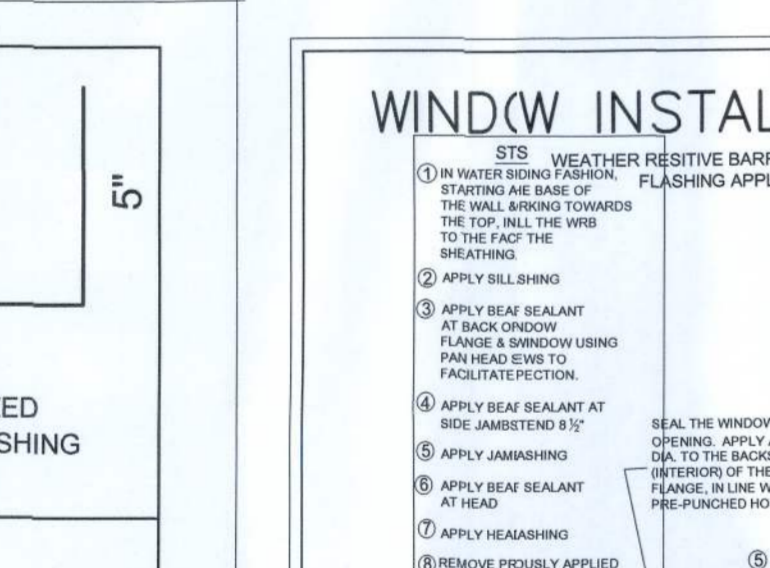 5"
ED
SHING
WIND(W INSTAL
STS
WEATHER RESITIVE BARR
FLASHING APPL
① IN WATER SIDING FASHION,
STARTING AHE BASE OF
THE WALL &RKING TOWARDS
THE TOP, INLL THE WRB
TO THE FACF THE
SHEATHING.
② APPLY SILL SHING
③ APPLY BEAF SEALANT
AT BACK ONDOW
FLANGE & SWINDOW USING
PAN HEAD EWS TO
FACILITATE PECTION.
④ APPLY BEAF SEALANT AT
SIDE JAMBSTEND 8 ½"
⑤ APPLY JAMIASHING
⑥ APPLY BEAF SEALANT
AT HEAD
⑦ APPLY HEAIASHING
⑧ REMOVE PROUSLY APPLIED
SEAL THE WINDOW
OPENING. APPLY A
DIA. TO THE BACKS
(INTERIOR) OF THE
FLANGE, IN LINE W
PRE-PUNCHED HO
⑤